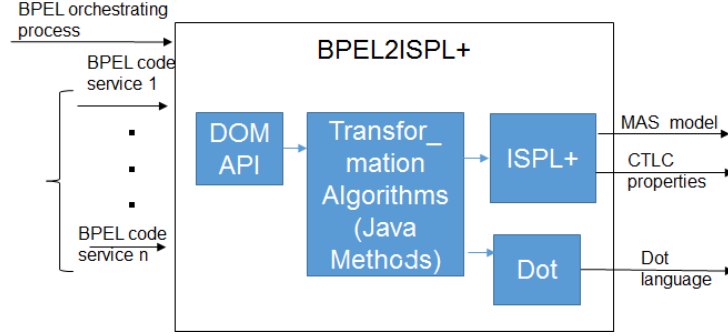 BPEL orchestrating
process
BPEL code
service 1
BPEL code
service n
BPEL2ISPL+
DOM
API
Transfor_
mation
Algorithms
(Java
Methods)
ISPL+
Dot
MAS model
CTLC
properties
Dot
language